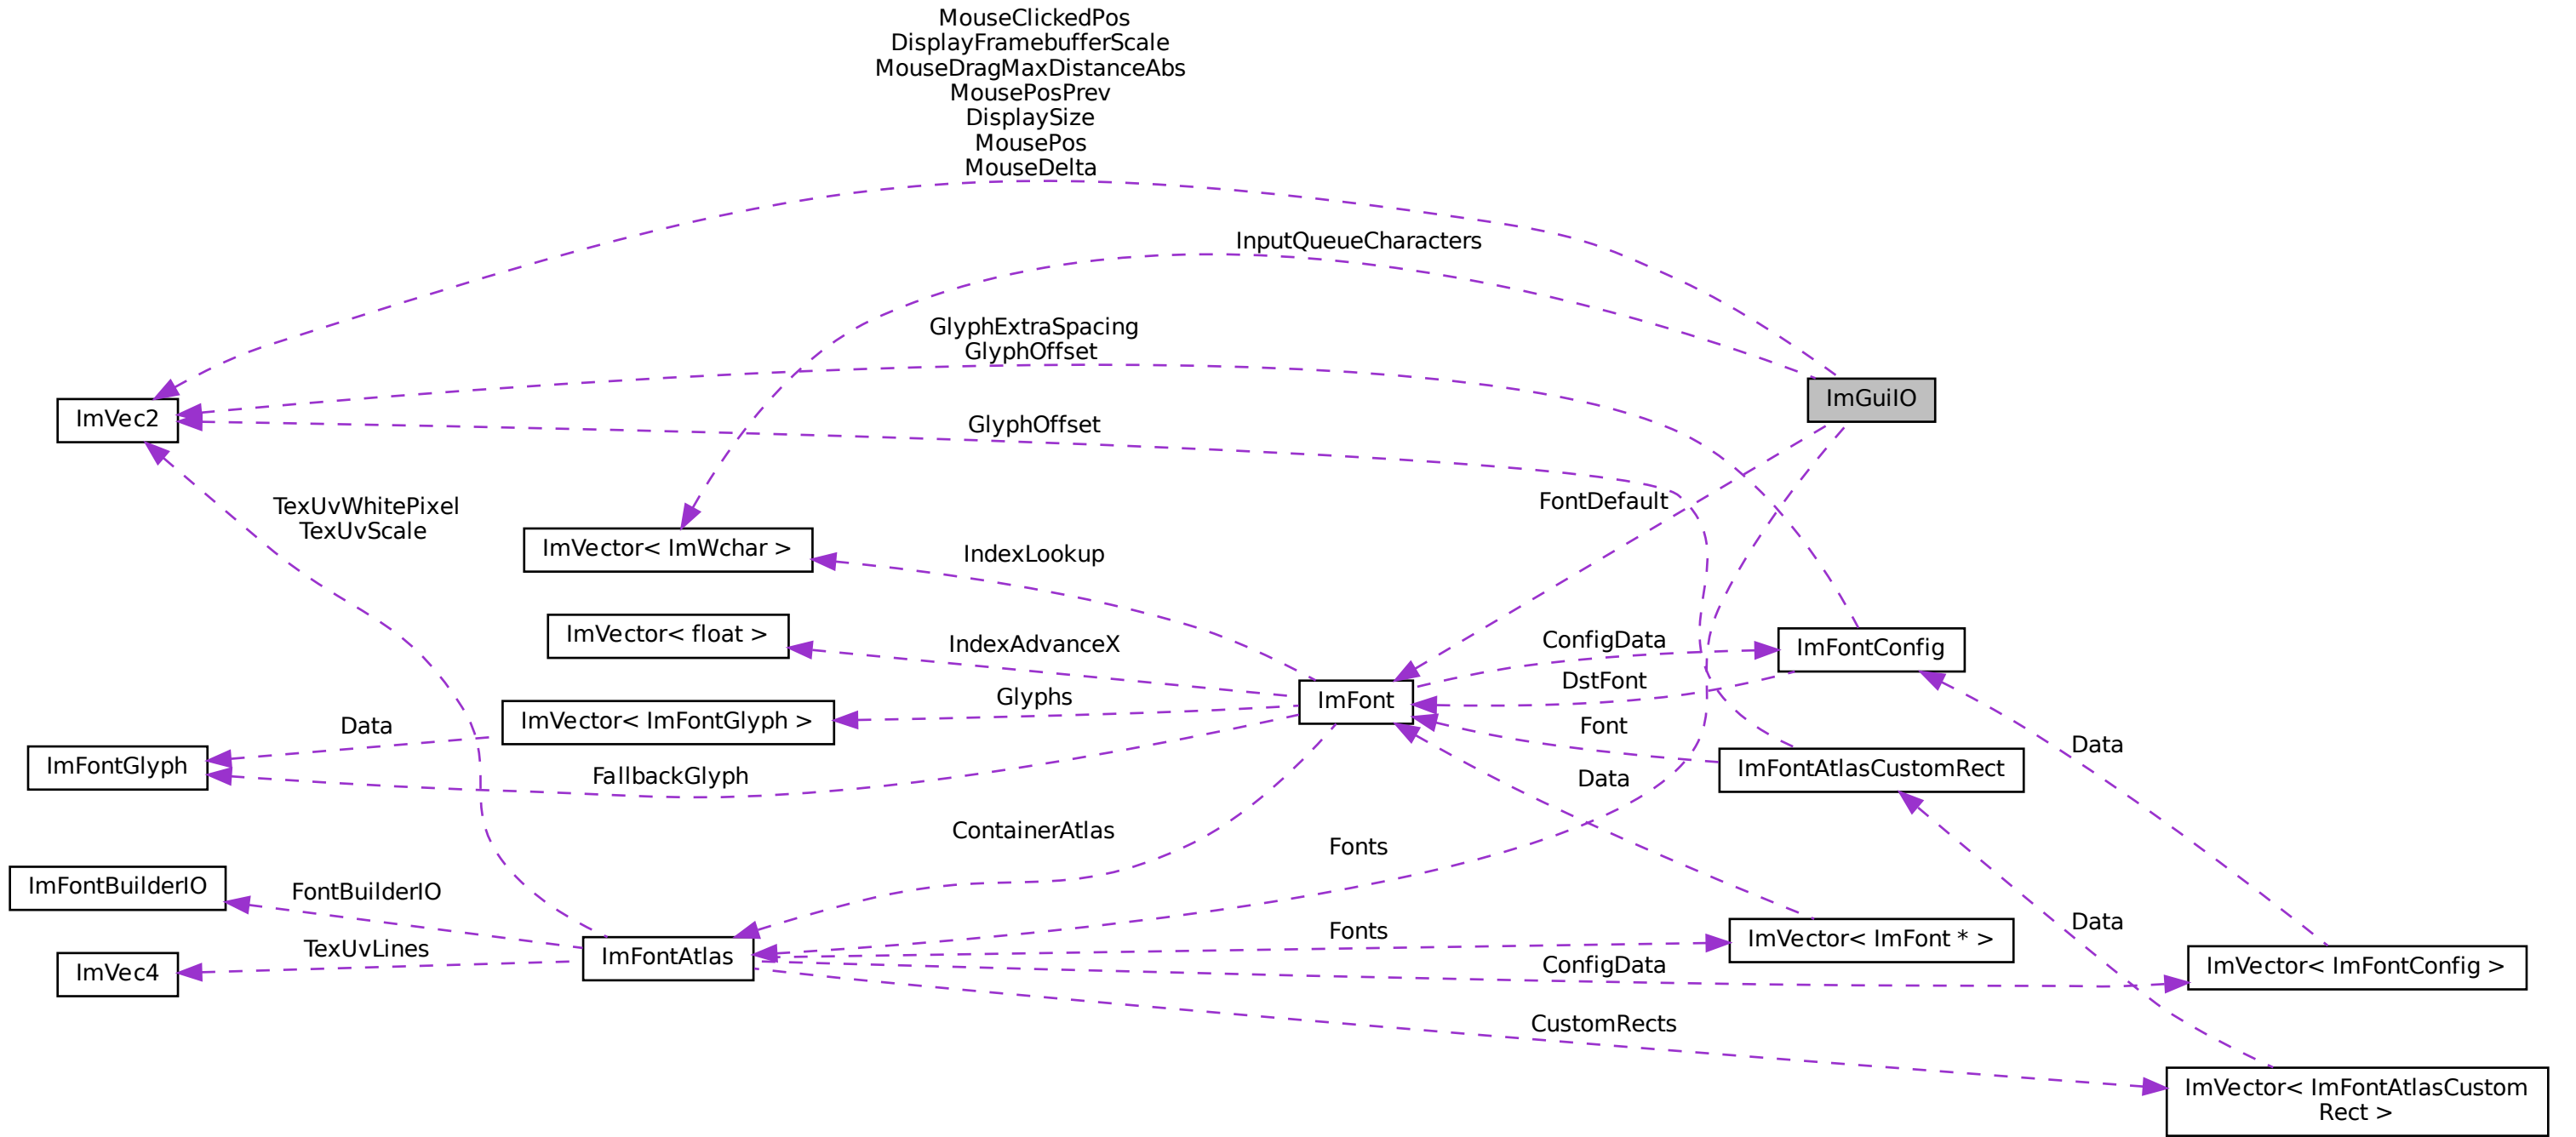 MouseClickedPos
DisplayFramebufferScale
MouseDragMaxDistanceAbs
MousePosPrev
DisplaySize
MousePos
MouseDelta
InputQueueCharacters
GlyphExtraSpacing
GlyphOffset
ImGuiIO
ImVec2
GlyphOffset
TexUvWhitePixel
TexUvScale
FontDefault
ImVector< ImWchar >
IndexLookup
ImVector< float >
IndexAdvanceX
ConfigData
ImFontConfig
DstFont
ImFont
Glyphs
ImVector< ImFontGlyph >
Data
Font
Data
ImFontGlyph
FallbackGlyph
Data
ImFontAtlasCustomRect
ContainerAtlas
Fonts
ImFontBuilderIO
FontBuilderIO
Data
Fonts
ImVector< ImFont * >
TexUvLines
ImFontAtlas
ConfigData
ImVector< ImFontConfig >
ImVec4
CustomRects
ImVector< ImFontAtlasCustom
Rect >